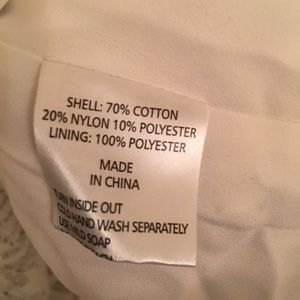 SHELL: 70% COTTON
20% NYLON 10% POLYESTER
LINING: 100% POLYESTER
MADE
IN CHINA
TURN INSIDE OUT
COLD HAND WASH SEPARATELY
USE MILD SOAP